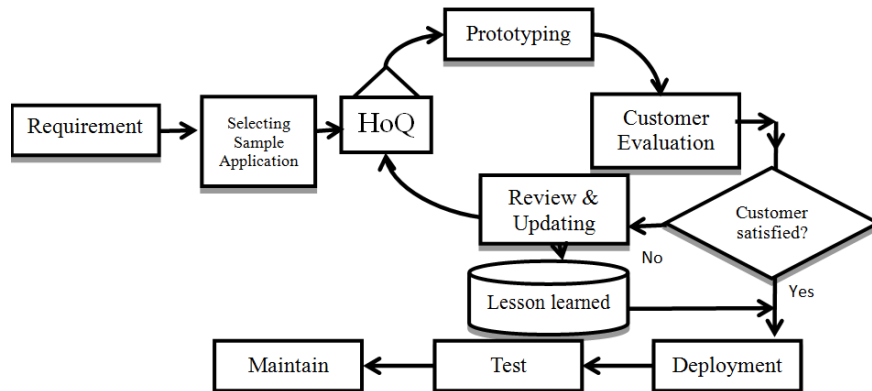 Prototyping
Requirement
Selecting
Sample
Application
HoQ
Customer
Evaluation
Review &
Updating
Customer
satisfied?
No
Yes
Lesson learned
Maintain
Test
Deployment